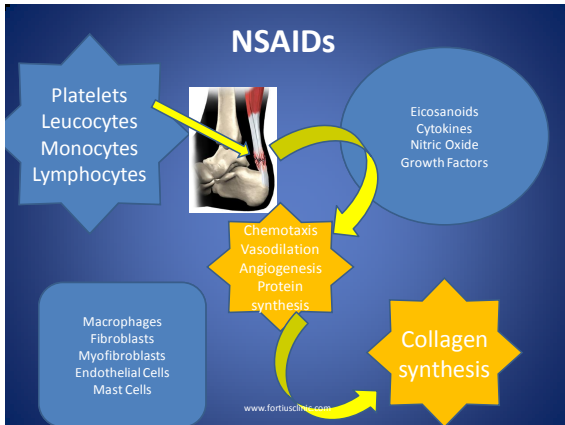 NSAIDs
Platelets
Leucocytes
Monocytes
Lymphocytes
Eicosanoids
Cytokines
Nitric Oxide
Growth Factors
Chemotaxis
Vasodilation
Angiogenesis
Protein
synthesis
Macrophages
Fibroblasts
Myofibroblasts
Endothelial Cells
Mast Cells
Collagen
synthesis
www.fortiusclinic.com